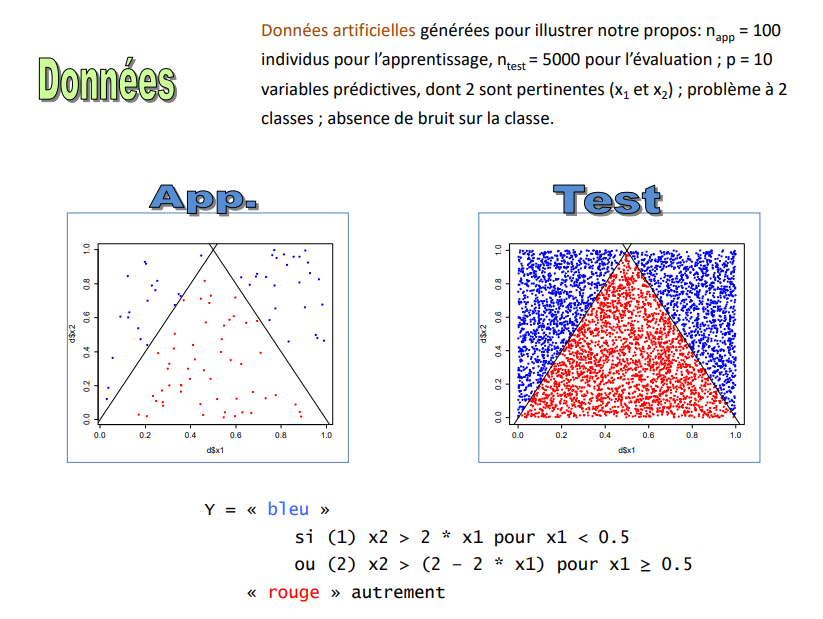 Données
Données artificielles générées pour illustrer notre propos: napp = 100
individus pour l’apprentissage, ntest = 5000 pour l’évaluation ; p = 10
variables prédictives, dont 2 sont pertinentes (x1 et x2) ; problème à 2
classes ; absence de bruit sur la classe.
App.
Test
d$x2
0.0 0.2 0.4 0.6 0.8 1.0
0.0 0.2 0.4 0.6 0.8 1.0
d$x1
d$x2
0.0 0.2 0.4 0.6 0.8 1.0
0.0 0.2 0.4 0.6 0.8 1.0
d$x1
Y = « bleu »
si (1) x2 > 2 * x1 pour x1 < 0.5
ou (2) x2 > (2 – 2 * x1) pour x1 ≥ 0.5
« rouge » autrement